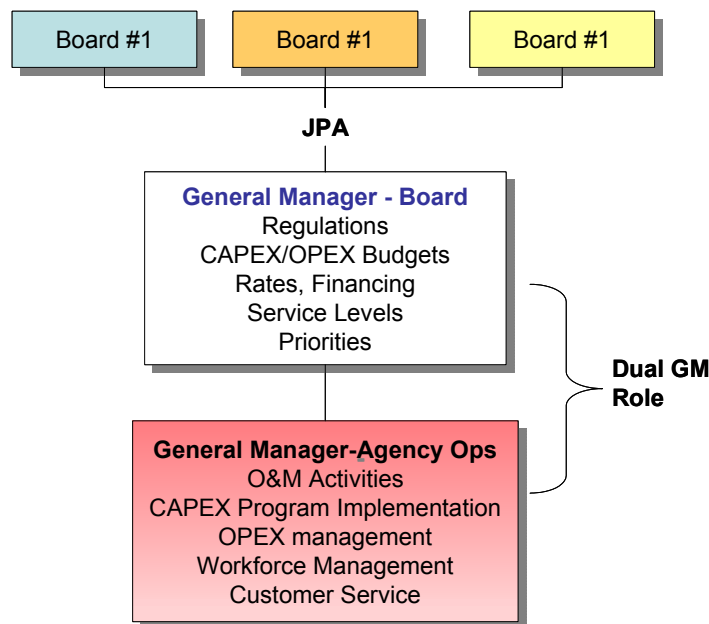 Board #1
Board #1
Board #1
JPA
General Manager - Board
Regulations
CAPEX/OPEX Budgets
Rates, Financing
Service Levels
Priorities
Dual GM
Role
General Manager-Agency Ops
O&M Activities
CAPEX Program Implementation
OPEX management
Workforce Management
Customer Service